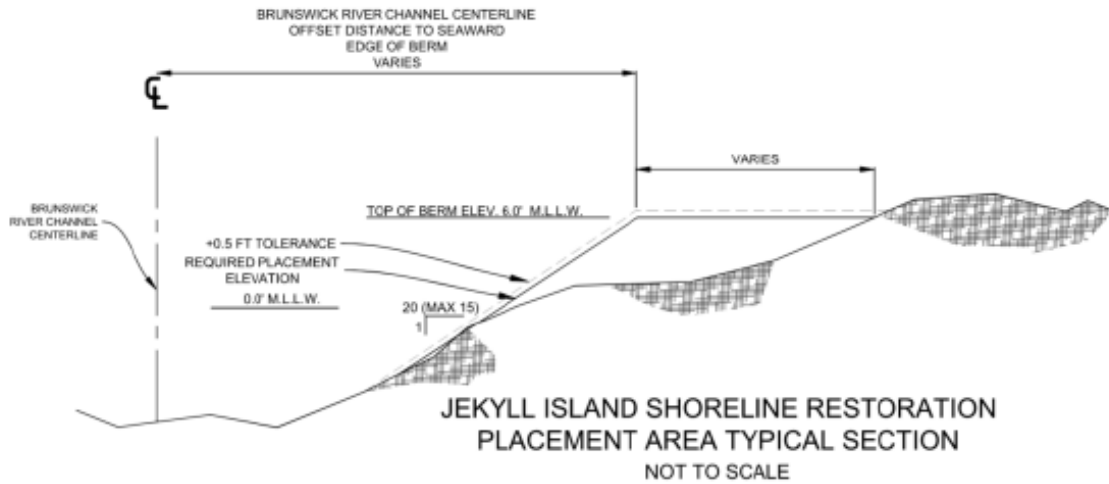 BRUNSWICK RIVER CHANNEL CENTERLINE
OFFSET DISTANCE TO SEAWARD
EDGE OF BERM
VARIES
CL
VARIES
BRUNSWICK
RIVER CHANNEL
CENTERLINE
TOP OF BERM ELEV. 6.0' M.L.L.W.
+0.5 FT TOLERANCE
REQUIRED PLACEMENT
ELEVATION
0.0' M.L.L.W.
20 (MAX 15)
1
JEKYLL ISLAND SHORELINE RESTORATION
PLACEMENT AREA TYPICAL SECTION
NOT TO SCALE